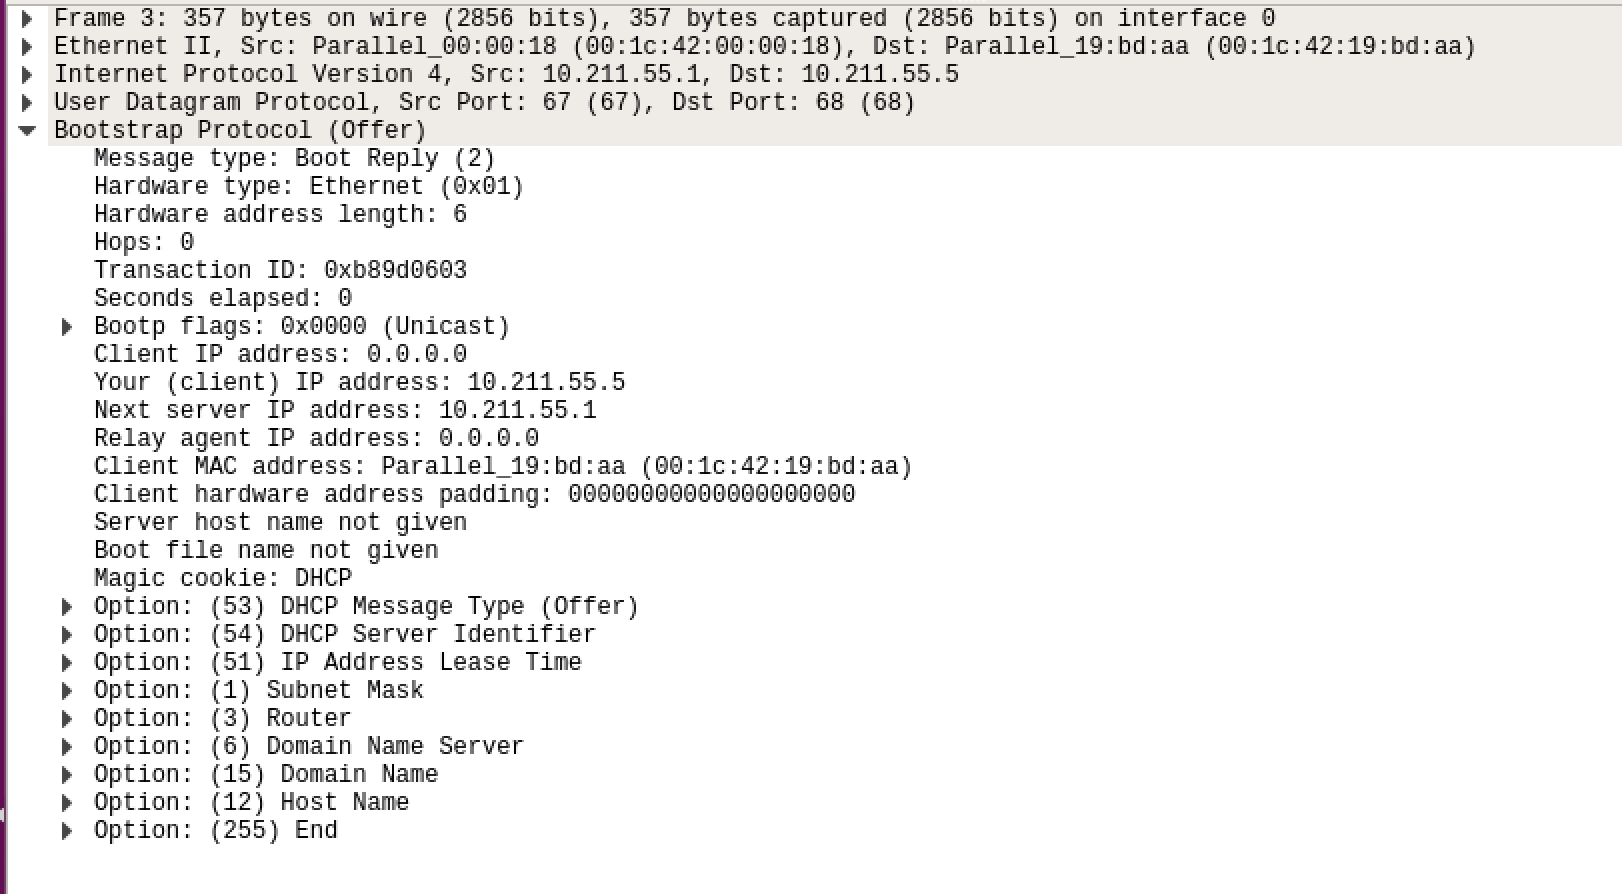 Frame 3: 357 bytes on wire (2856 bits), 357 bytes captured (2856 bits) on interface 0
Ethernet II, Src: Parallel_00:00:18 (00:1c:42:00:00:18), Dst: Parallel_19:bd:aa (00:1c:42:19:bd:aa)
Internet Protocol Version 4, Src: 10.211.55.1, Dst: 10.211.55.5
User Datagram Protocol, Src Port: 67 (67), Dst Port: 68 (68)
Bootstrap Protocol (Offer)
Message type: Boot Reply (2)
Hardware type: Ethernet (0x01)
Hardware address length: 6
Hops: 0
Transaction ID: 0xb89d0603
Seconds elapsed: 0
Bootp flags: 0x0000 (Unicast)
Client IP address: 0.0.0.0
Your (client) IP address: 10.211.55.5
Next server IP address: 10.211.55.1
Relay agent IP address: 0.0.0.0
Client MAC address: Parallel_19:bd:aa (00:1c:42:19:bd:aa)
Client hardware address padding: 00000000000000000000
Server host name not given
Boot file name not given
Magic cookie: DHCP
Option: (53) DHCP Message Type (Offer)
Option: (54) DHCP Server Identifier
Option: (51) IP Address Lease Time
Option: (1) Subnet Mask
Option: (3) Router
Option: (6) Domain Name Server
Option: (15) Domain Name
Option: (12) Host Name
Option: (255) End